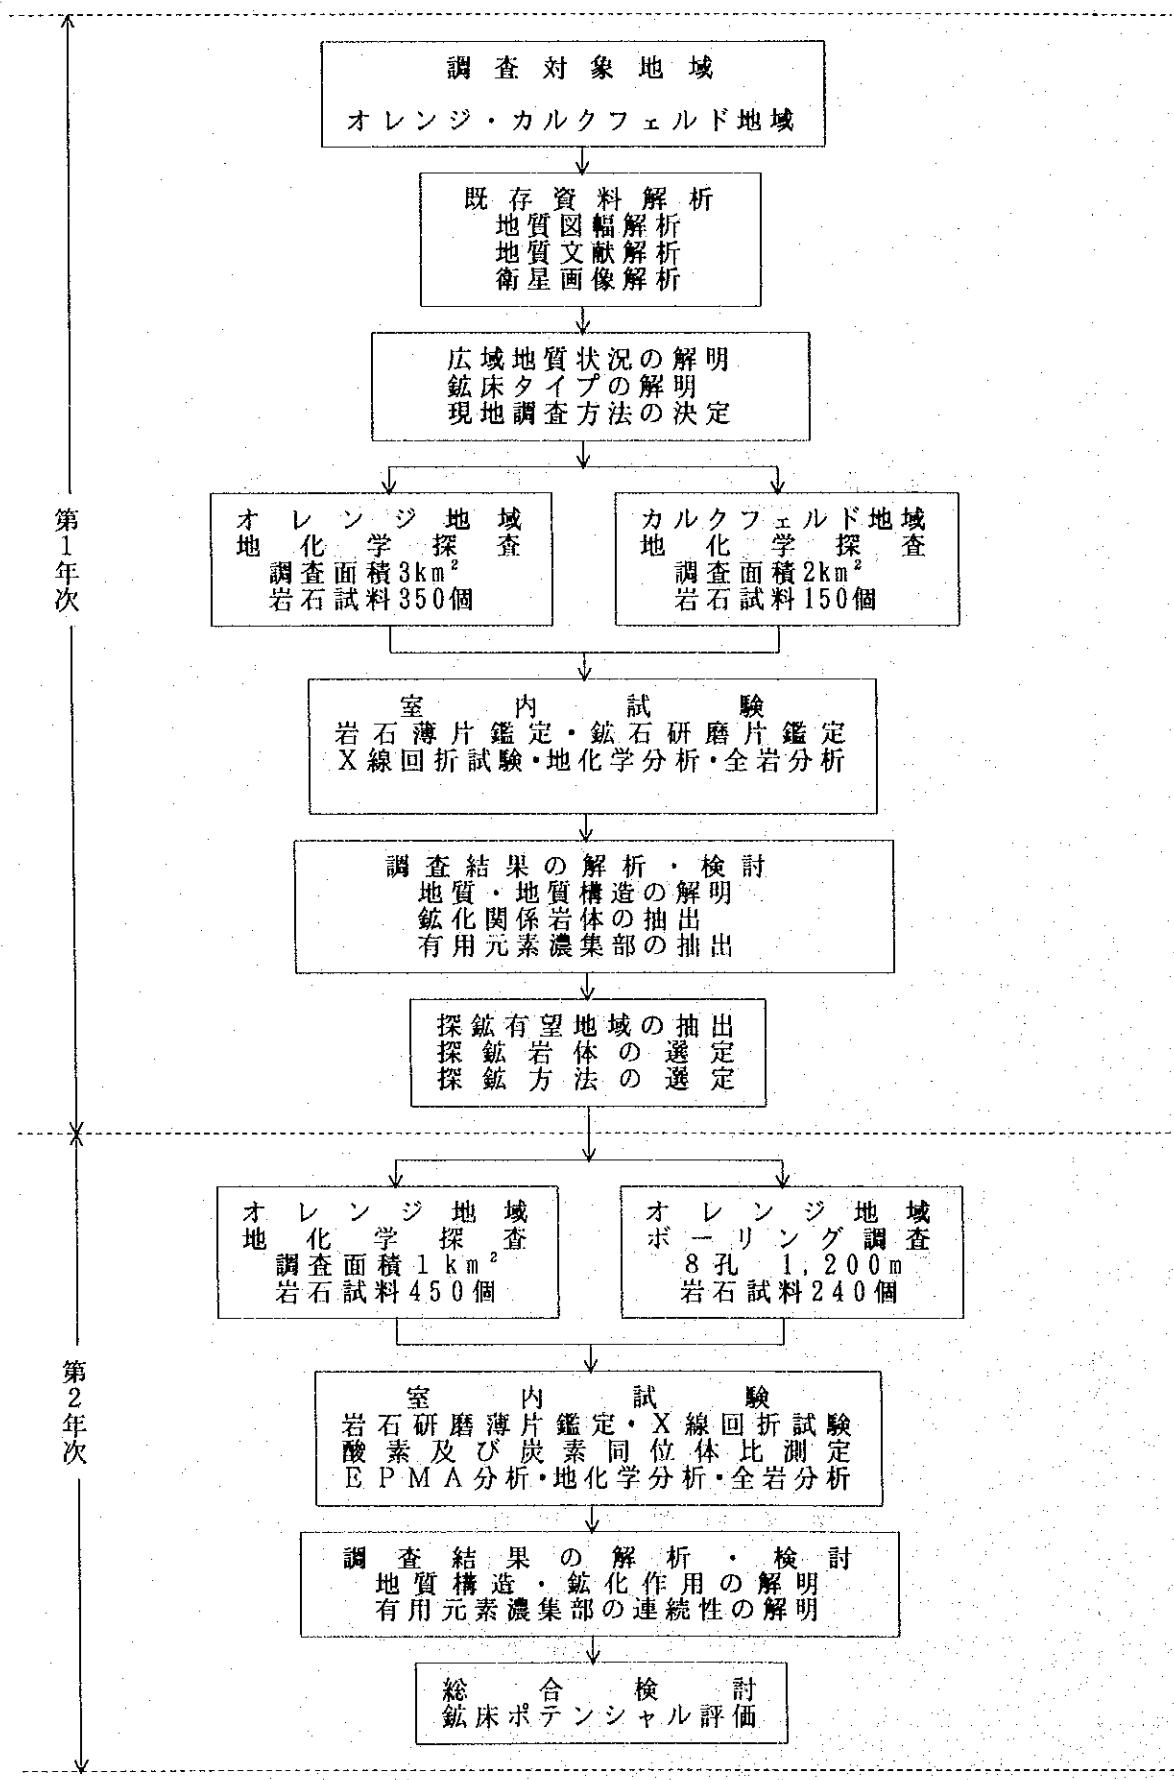 調査対象地域
オレンジ・カルクフェルド地域
既存資料解析
地質図幅解析
地質文献解析
衛星画像解析
広域地質状況の解明
鉱床タイプの解明
現地調査方法の決定
第1年次
オレンジ地域
地化学探査
調査面積3km²
岩石試料350個
カルクフェルド地域
地化学探査
調査面積2km²
岩石試料150個
室内試験
岩石薄片鑑定・鉱石研磨片鑑定
X線回折試験・地化学分析・全岩分析
調査結果の解析・検討
地質・地質構造の解明
鉱化関係岩体の抽出
有用元素濃集部の抽出
探鉱有望地域の抽出
探鉱岩体の選定
探鉱方法の選定
第2年次
オレンジ地域
地化学探査
調査面積1km²
岩石試料450個
オレンジ地域
ボーリング調査
8孔 1,200m
岩石試料240個
室内試験
岩石研磨薄片鑑定・X線回折試験
酸素及び炭素同位体比測定
EPMA分析・地化学分析・全岩分析
調査結果の解析・検討
地質構造・鉱化作用の解明
有用元素濃集部の連続性の解明
総合検討
鉱床ポテンシャル評価